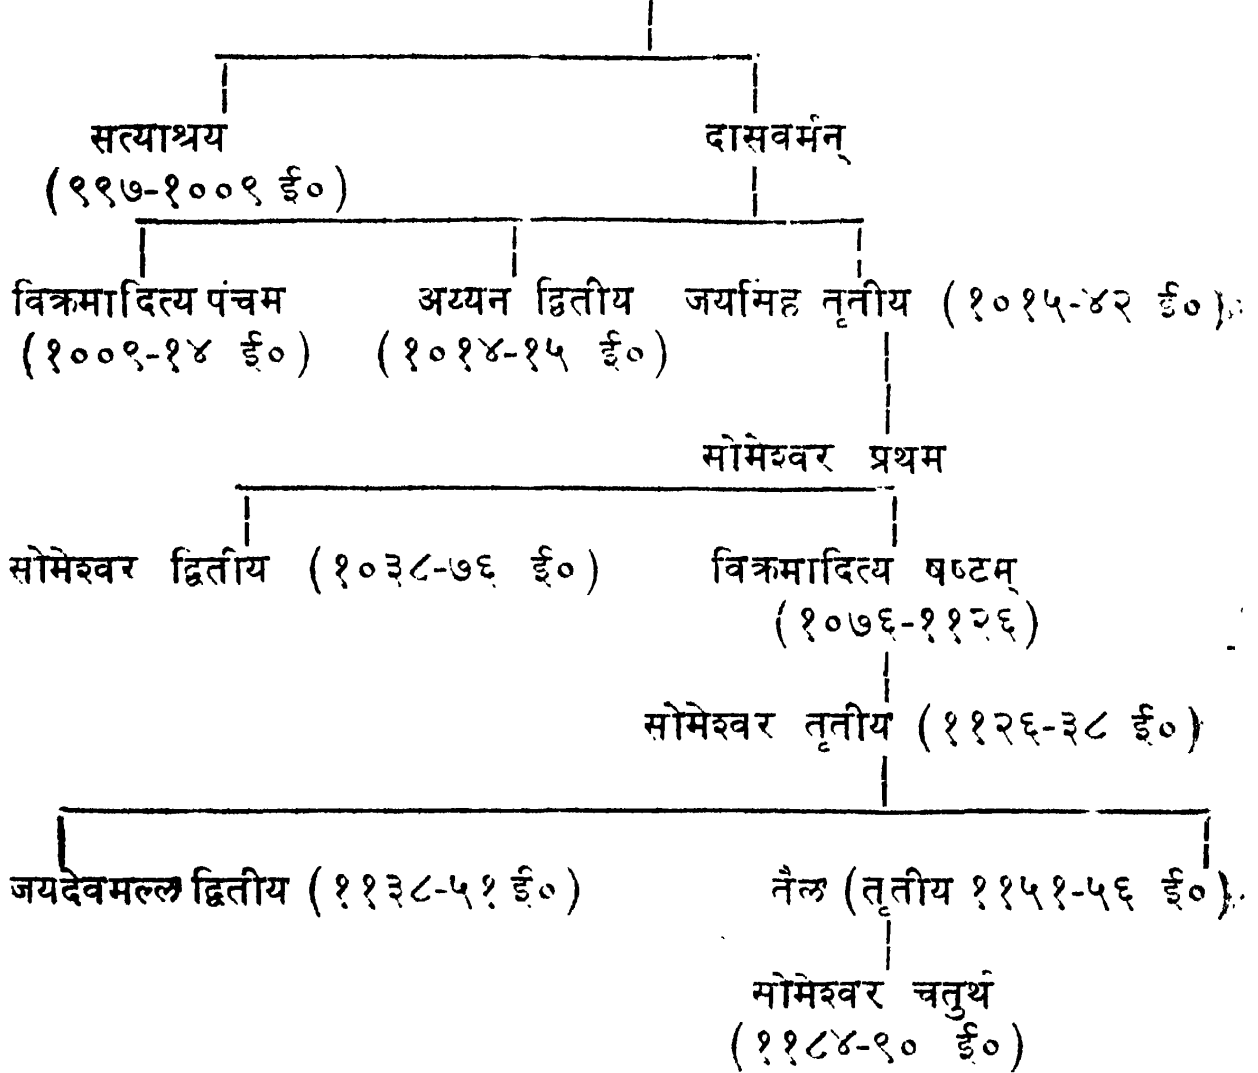 सत्याश्रय दासवर्मन्
(९९७-१००९ ई०)
विक्रमादित्य पंचम अय्यन द्वितीय जयसिंह तृतीय (१०१५-४२ ई०)
(१००९-१४ ई०) (१०१४-१५ ई०)
सोमेश्वर प्रथम
सोमेश्वर द्वितीय (१०३८-७६ ई०) विक्रमादित्य षष्टम्
(१०७६-११२६)
सोमेश्वर तृतीय (११२६-३८ ई०)
जयदेवमल्ल द्वितीय (११३८-५१ ई०) तैल (तृतीय ११५१-५६ ई०)
सोमेश्वर चतुर्थ
(११८४-९० ई०)